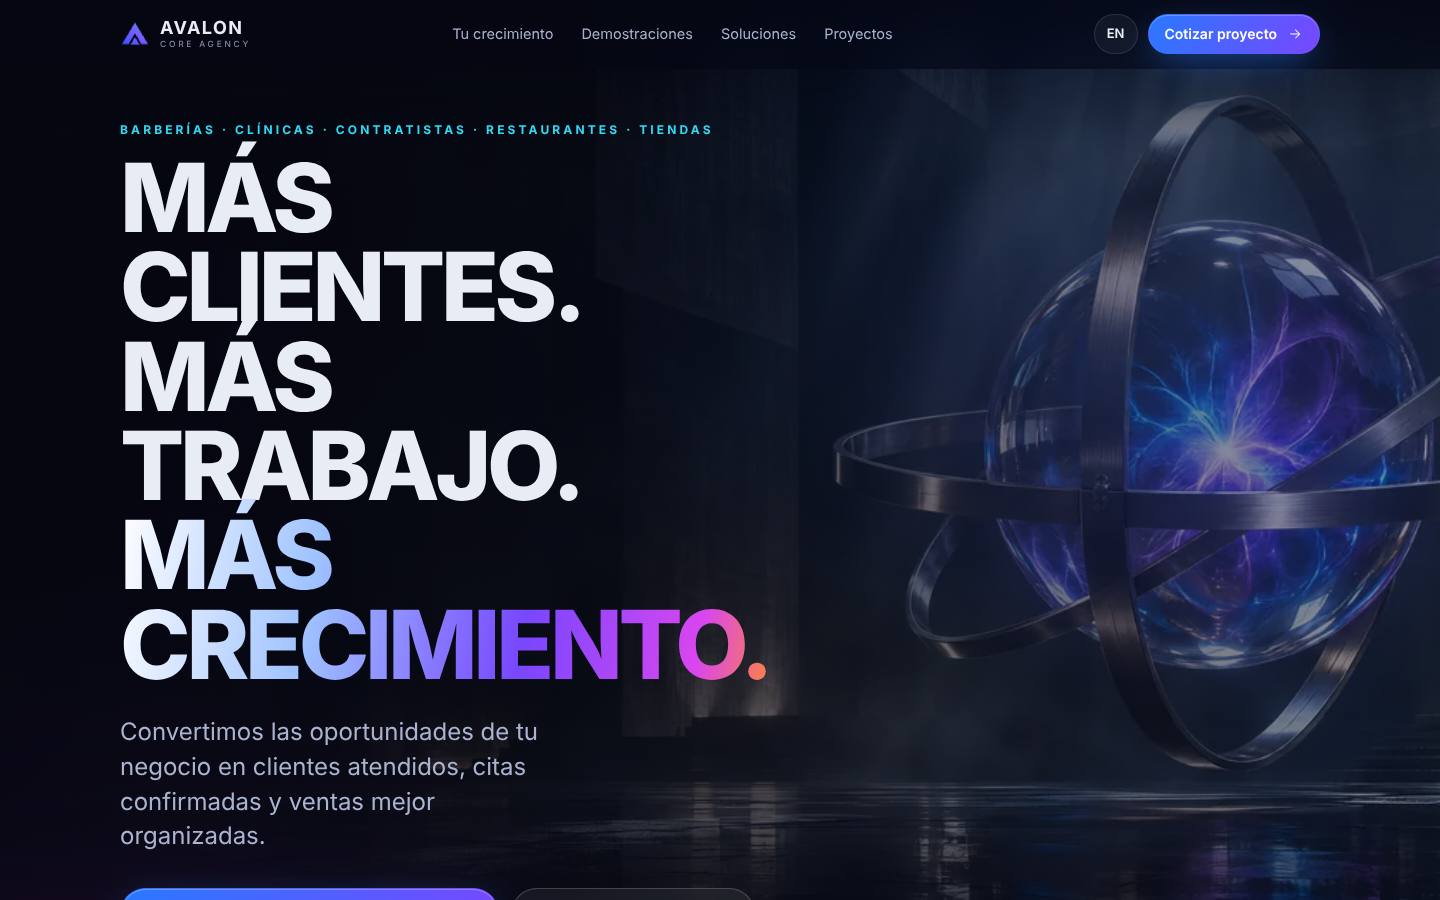 AVALON
CORE AGENCY
Tu crecimiento
Demostraciones
Soluciones
Proyectos
EN
Cotizar proyecto →
BARBERÍAS · CLÍNICAS · CONTRATISTAS · RESTAURANTES · TIENDAS
MÁS
CLIENTES.
MÁS
TRABAJO.
MÁS
CRECIMIENTO.
Convertimos las oportunidades de tu
negocio en clientes atendidos, citas
confirmadas y ventas mejor
organizadas.